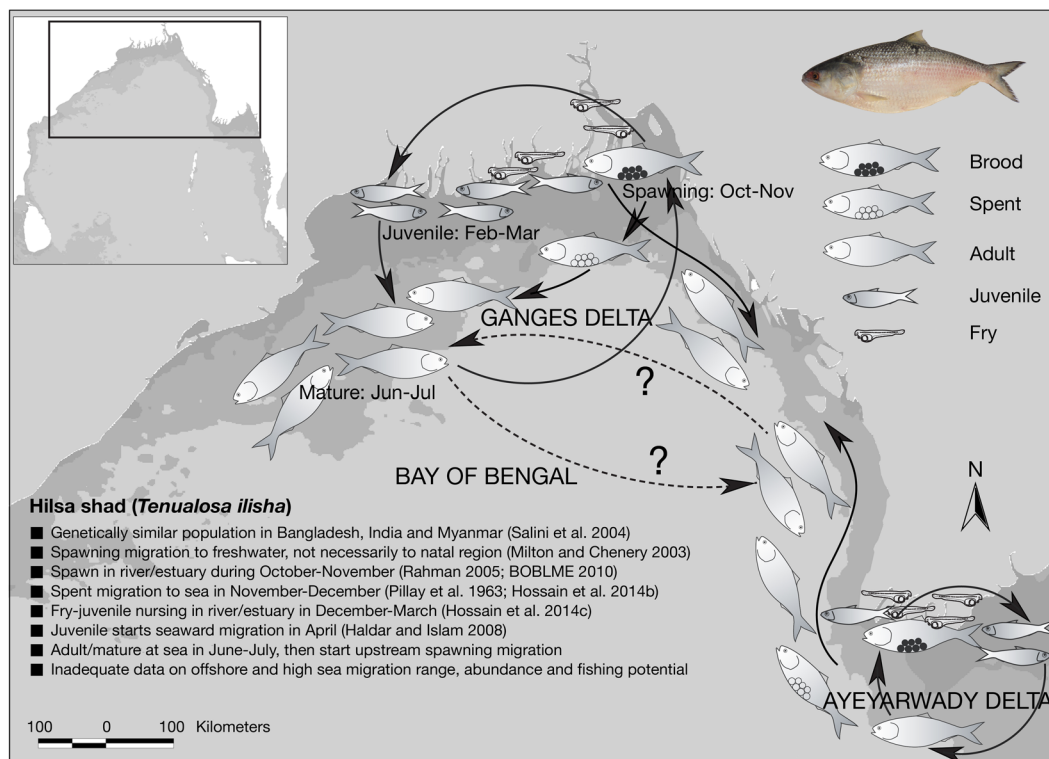 Brood
Spawning: Oct-Nov
Spent
Juvenile: Feb-Mar
Adult
Juvenile
GANGES DELTA
Fry
?
Mature: Jun-Jul
?
BAY OF BENGAL
N
Hilsa shad (Tenualosa ilisha)
■ Genetically similar population in Bangladesh, India and Myanmar (Salini et al. 2004)
■ Spawning migration to freshwater, not necessarily to natal region (Milton and Chenery 2003)
■ Spawn in river/estuary during October-November (Rahman 2005; BOBLME 2010)
■ Spent migration to sea in November-December (Pillay et al. 1963; Hossain et al. 2014b)
■ Fry-juvenile nursing in river/estuary in December-March (Hossain et al. 2014c)
■ Juvenile starts seaward migration in April (Haldar and Islam 2008)
■ Adult/mature at sea in June-July, then start upstream spawning migration
■ Inadequate data on offshore and high sea migration range, abundance and fishing potential
AYEYARWADY DELTA
100 0 100 Kilometers